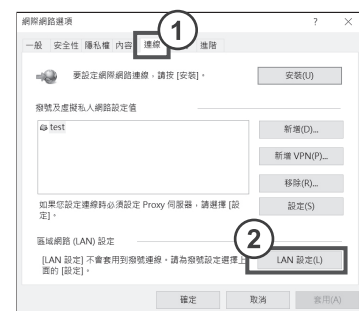 網際網路選項
? ×
1
一般 安全性 隱私權 內容 連線 進階
要設定網際網路連線，請按 [安裝]。
安裝(U)
撥號及虛擬私人網路設定值
test
新增(D)...
新增 VPN(P)...
移除(R)...
如果您設定連線時必須設定 Proxy 伺服器，請選擇 [設
定]。
設定(S)
區域網路 (LAN) 設定
2
[LAN 設定] 不會套用到撥號連線。請為撥號設定選擇上
面的 [設定]。
LAN 設定(L)
確定 取消 套用(A)